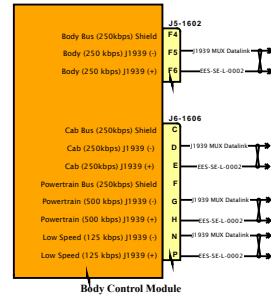 J5-1602
Body Bus (250kbps) Shield F4
Body (250 kbps) J1939 (-) F5 J1939 MUX Datalink
Body (250 kbps) J1939 (+) F6 EES-SE-L-0002
J6-1606
Cab Bus (250kbps) Shield C
Cab (250kbps) J1939 (-) D J1939 MUX Datalink
Cab (250kbps) J1939 (+) E EES-SE-L-0002
Powertrain Bus (250kbps) Shield F
Powertrain (500 kbps) J1939 (-) G J1939 MUX Datalink
Powertrain (500 kbps) J1939 (+) H EES-SE-L-0002
Low Speed (125 kbps) J1939 (-) N J1939 MUX Datalink
Low Speed (125 kbps) J1939 (+) P EES-SE-L-0002
Body Control Module